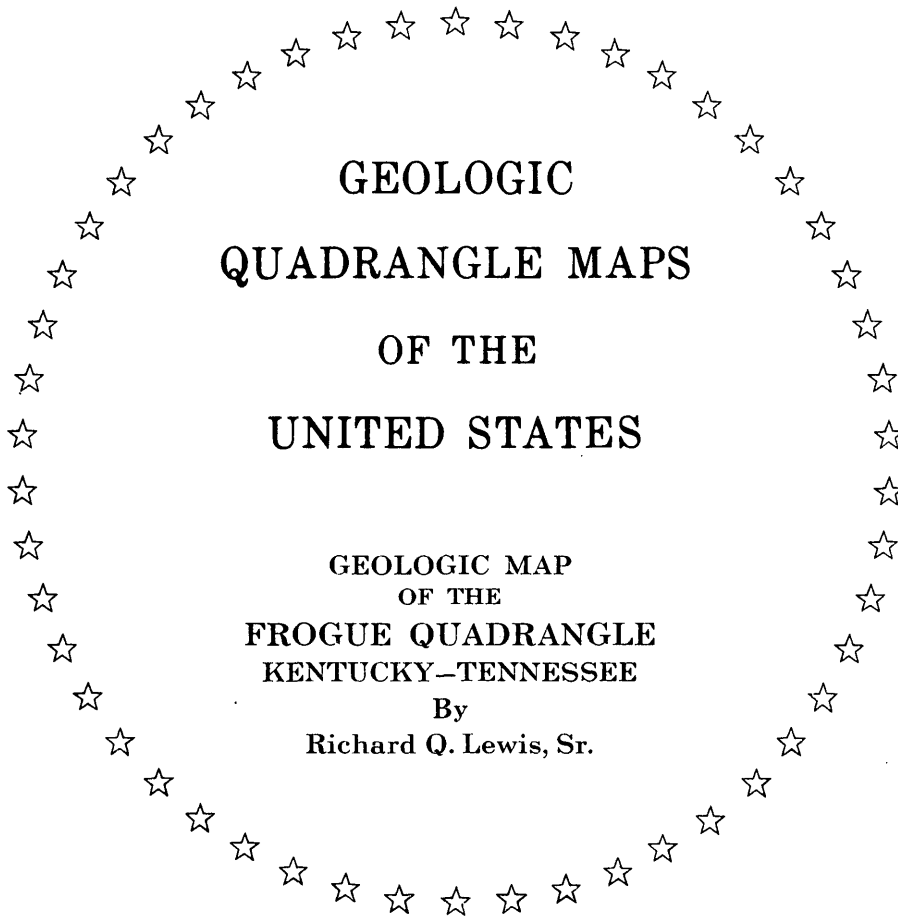 GEOLOGIC
QUADRANGLE MAPS
OF THE
UNITED STATES
GEOLOGIC MAP
OF THE
FROGUE QUADRANGLE
KENTUCKY–TENNESSEE
By
Richard Q. Lewis, Sr.